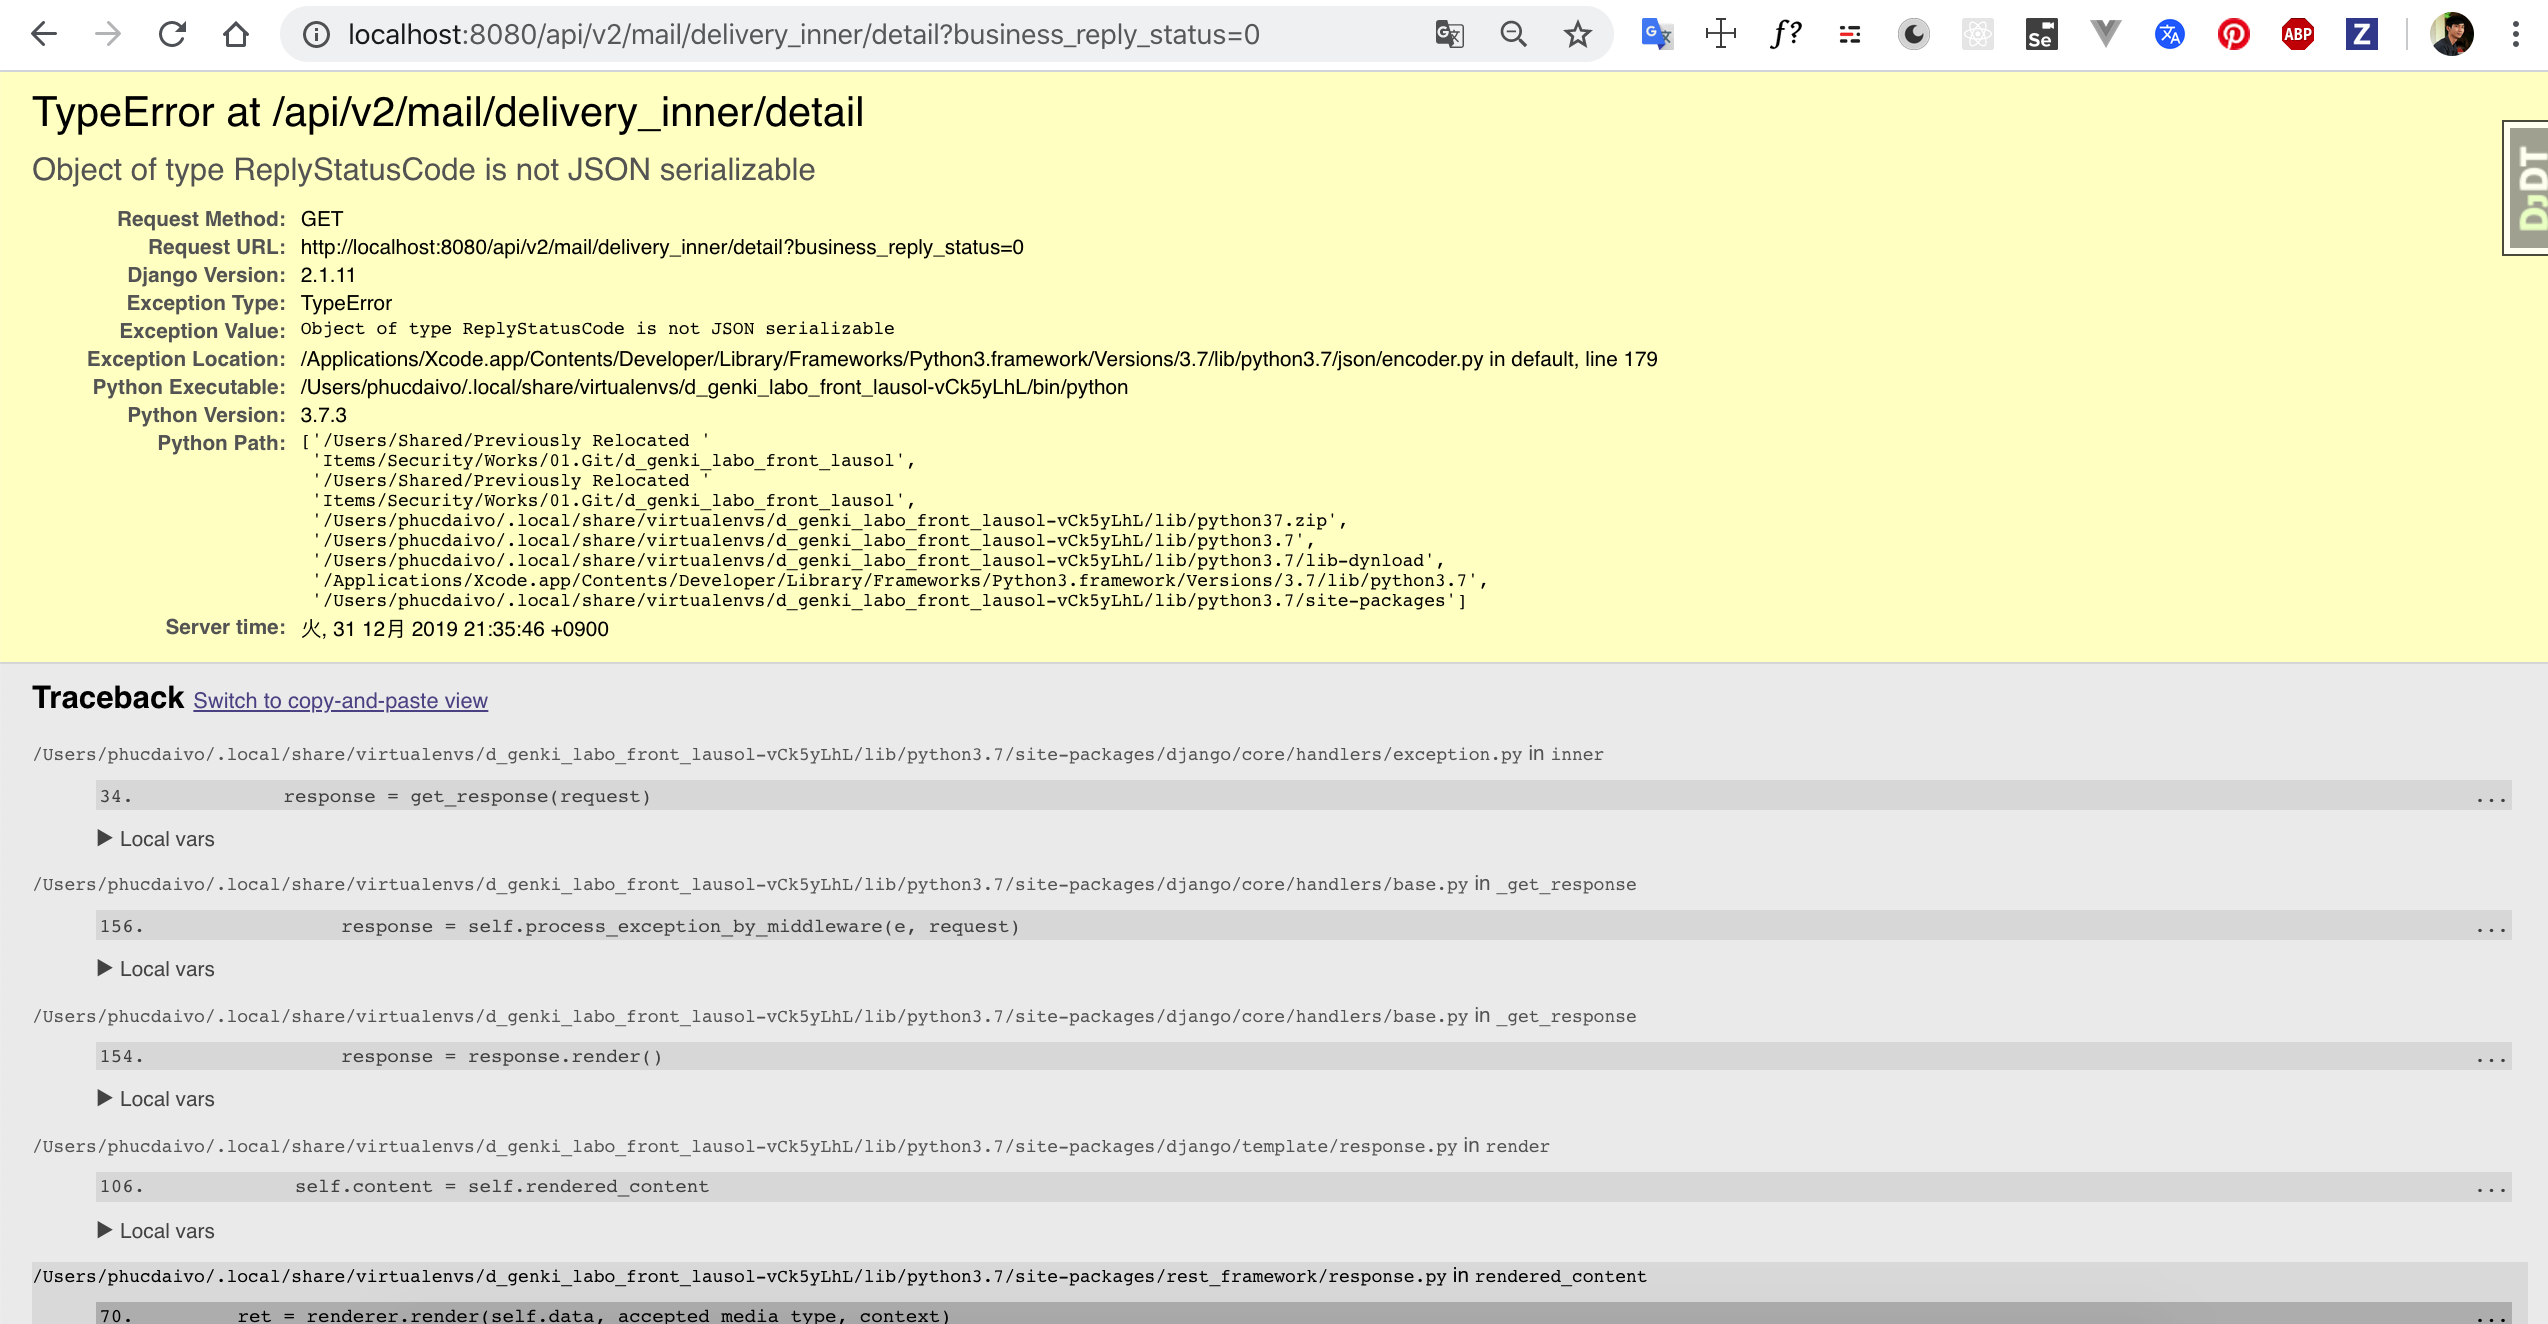 localhost:8080/api/v2/mail/delivery_inner/detail?business_reply_status=0
f?
Se
ABP
Z
TypeError at /api/v2/mail/delivery_inner/detail
Object of type ReplyStatusCode is not JSON serializable
DjDT
Request Method: GET
Request URL: http://localhost:8080/api/v2/mail/delivery_inner/detail?business_reply_status=0
Django Version: 2.1.11
Exception Type: TypeError
Exception Value: Object of type ReplyStatusCode is not JSON serializable
Exception Location: /Applications/Xcode.app/Contents/Developer/Library/Frameworks/Python3.framework/Versions/3.7/lib/python3.7/json/encoder.py in default, line 179
Python Executable: /Users/phucdaivo/.local/share/virtualenvs/d_genki_labo_front_lausol-vCk5yLhL/bin/python
Python Version: 3.7.3
Python Path: ['/Users/Shared/Previously Relocated '
'Items/Security/Works/01.Git/d_genki_labo_front_lausol',
'/Users/Shared/Previously Relocated '
'Items/Security/Works/01.Git/d_genki_labo_front_lausol',
'/Users/phucdaivo/.local/share/virtualenvs/d_genki_labo_front_lausol-vCk5yLhL/lib/python37.zip',
'/Users/phucdaivo/.local/share/virtualenvs/d_genki_labo_front_lausol-vCk5yLhL/lib/python3.7',
'/Users/phucdaivo/.local/share/virtualenvs/d_genki_labo_front_lausol-vCk5yLhL/lib/python3.7/lib-dynload',
'/Applications/Xcode.app/Contents/Developer/Library/Frameworks/Python3.framework/Versions/3.7/lib/python3.7',
'/Users/phucdaivo/.local/share/virtualenvs/d_genki_labo_front_lausol-vCk5yLhL/lib/python3.7/site-packages']
Server time: 火, 31 12月 2019 21:35:46 +0900
Traceback Switch to copy-and-paste view
/Users/phucdaivo/.local/share/virtualenvs/d_genki_labo_front_lausol-vCk5yLhL/lib/python3.7/site-packages/django/core/handlers/exception.py in inner
34. response = get_response(request) ...
▶ Local vars
/Users/phucdaivo/.local/share/virtualenvs/d_genki_labo_front_lausol-vCk5yLhL/lib/python3.7/site-packages/django/core/handlers/base.py in _get_response
156. response = self.process_exception_by_middleware(e, request) ...
▶ Local vars
/Users/phucdaivo/.local/share/virtualenvs/d_genki_labo_front_lausol-vCk5yLhL/lib/python3.7/site-packages/django/core/handlers/base.py in _get_response
154. response = response.render() ...
▶ Local vars
/Users/phucdaivo/.local/share/virtualenvs/d_genki_labo_front_lausol-vCk5yLhL/lib/python3.7/site-packages/django/template/response.py in render
106. self.content = self.rendered_content ...
▶ Local vars
/Users/phucdaivo/.local/share/virtualenvs/d_genki_labo_front_lausol-vCk5yLhL/lib/python3.7/site-packages/rest_framework/response.py in rendered_content
70. ret = renderer.render(self.data, accepted_media_type, context) ...